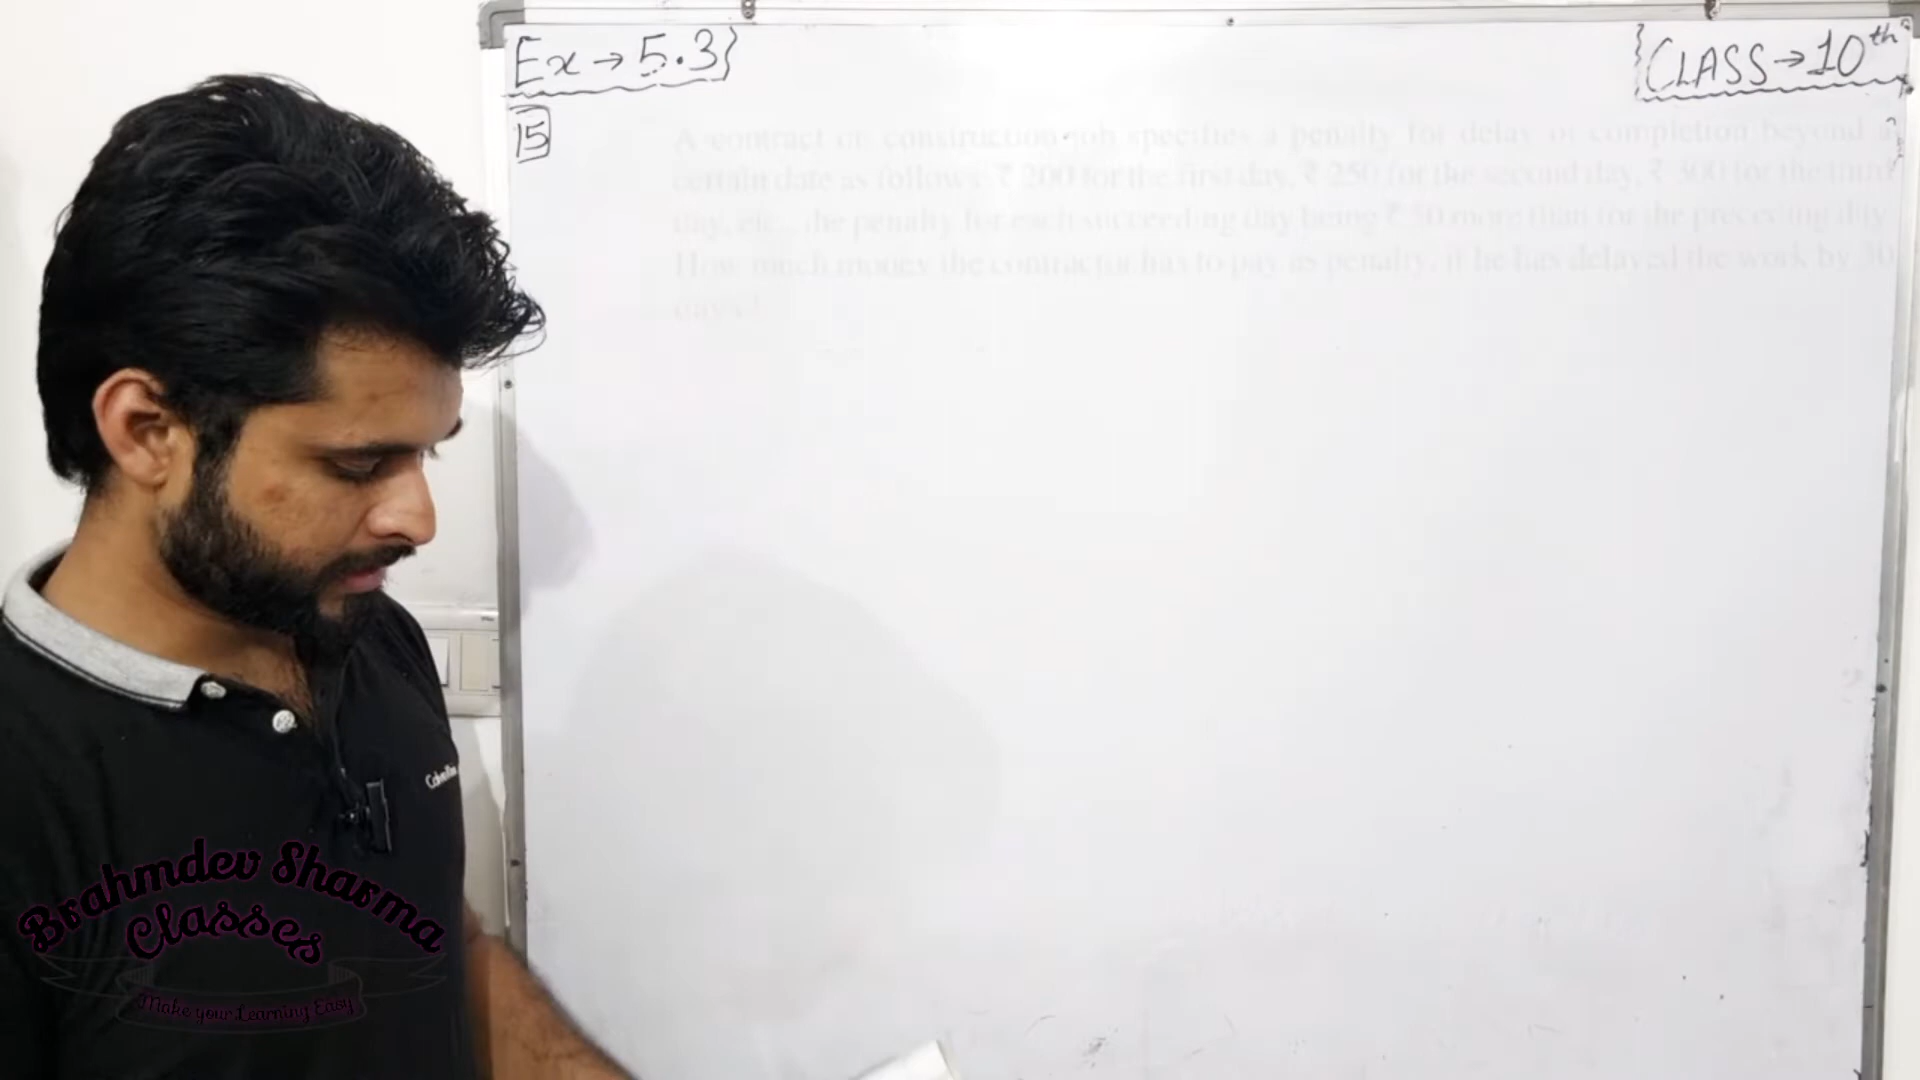 Ex → 5.3}
{CLASS → 10th
15
A contract on construction job specifies a penalty for delay of completion beyond a
certain date as follows: ₹ 200 for the first day, ₹ 250 for the second day, ₹ 300 for the third
day, etc., the penalty for each succeeding day being ₹ 50 more than for the preceding day.
How much money the contractor has to pay as penalty, if he has delayed the work by 30
days?
Brahmdev Sharma
Classes
Make your Learning Easy